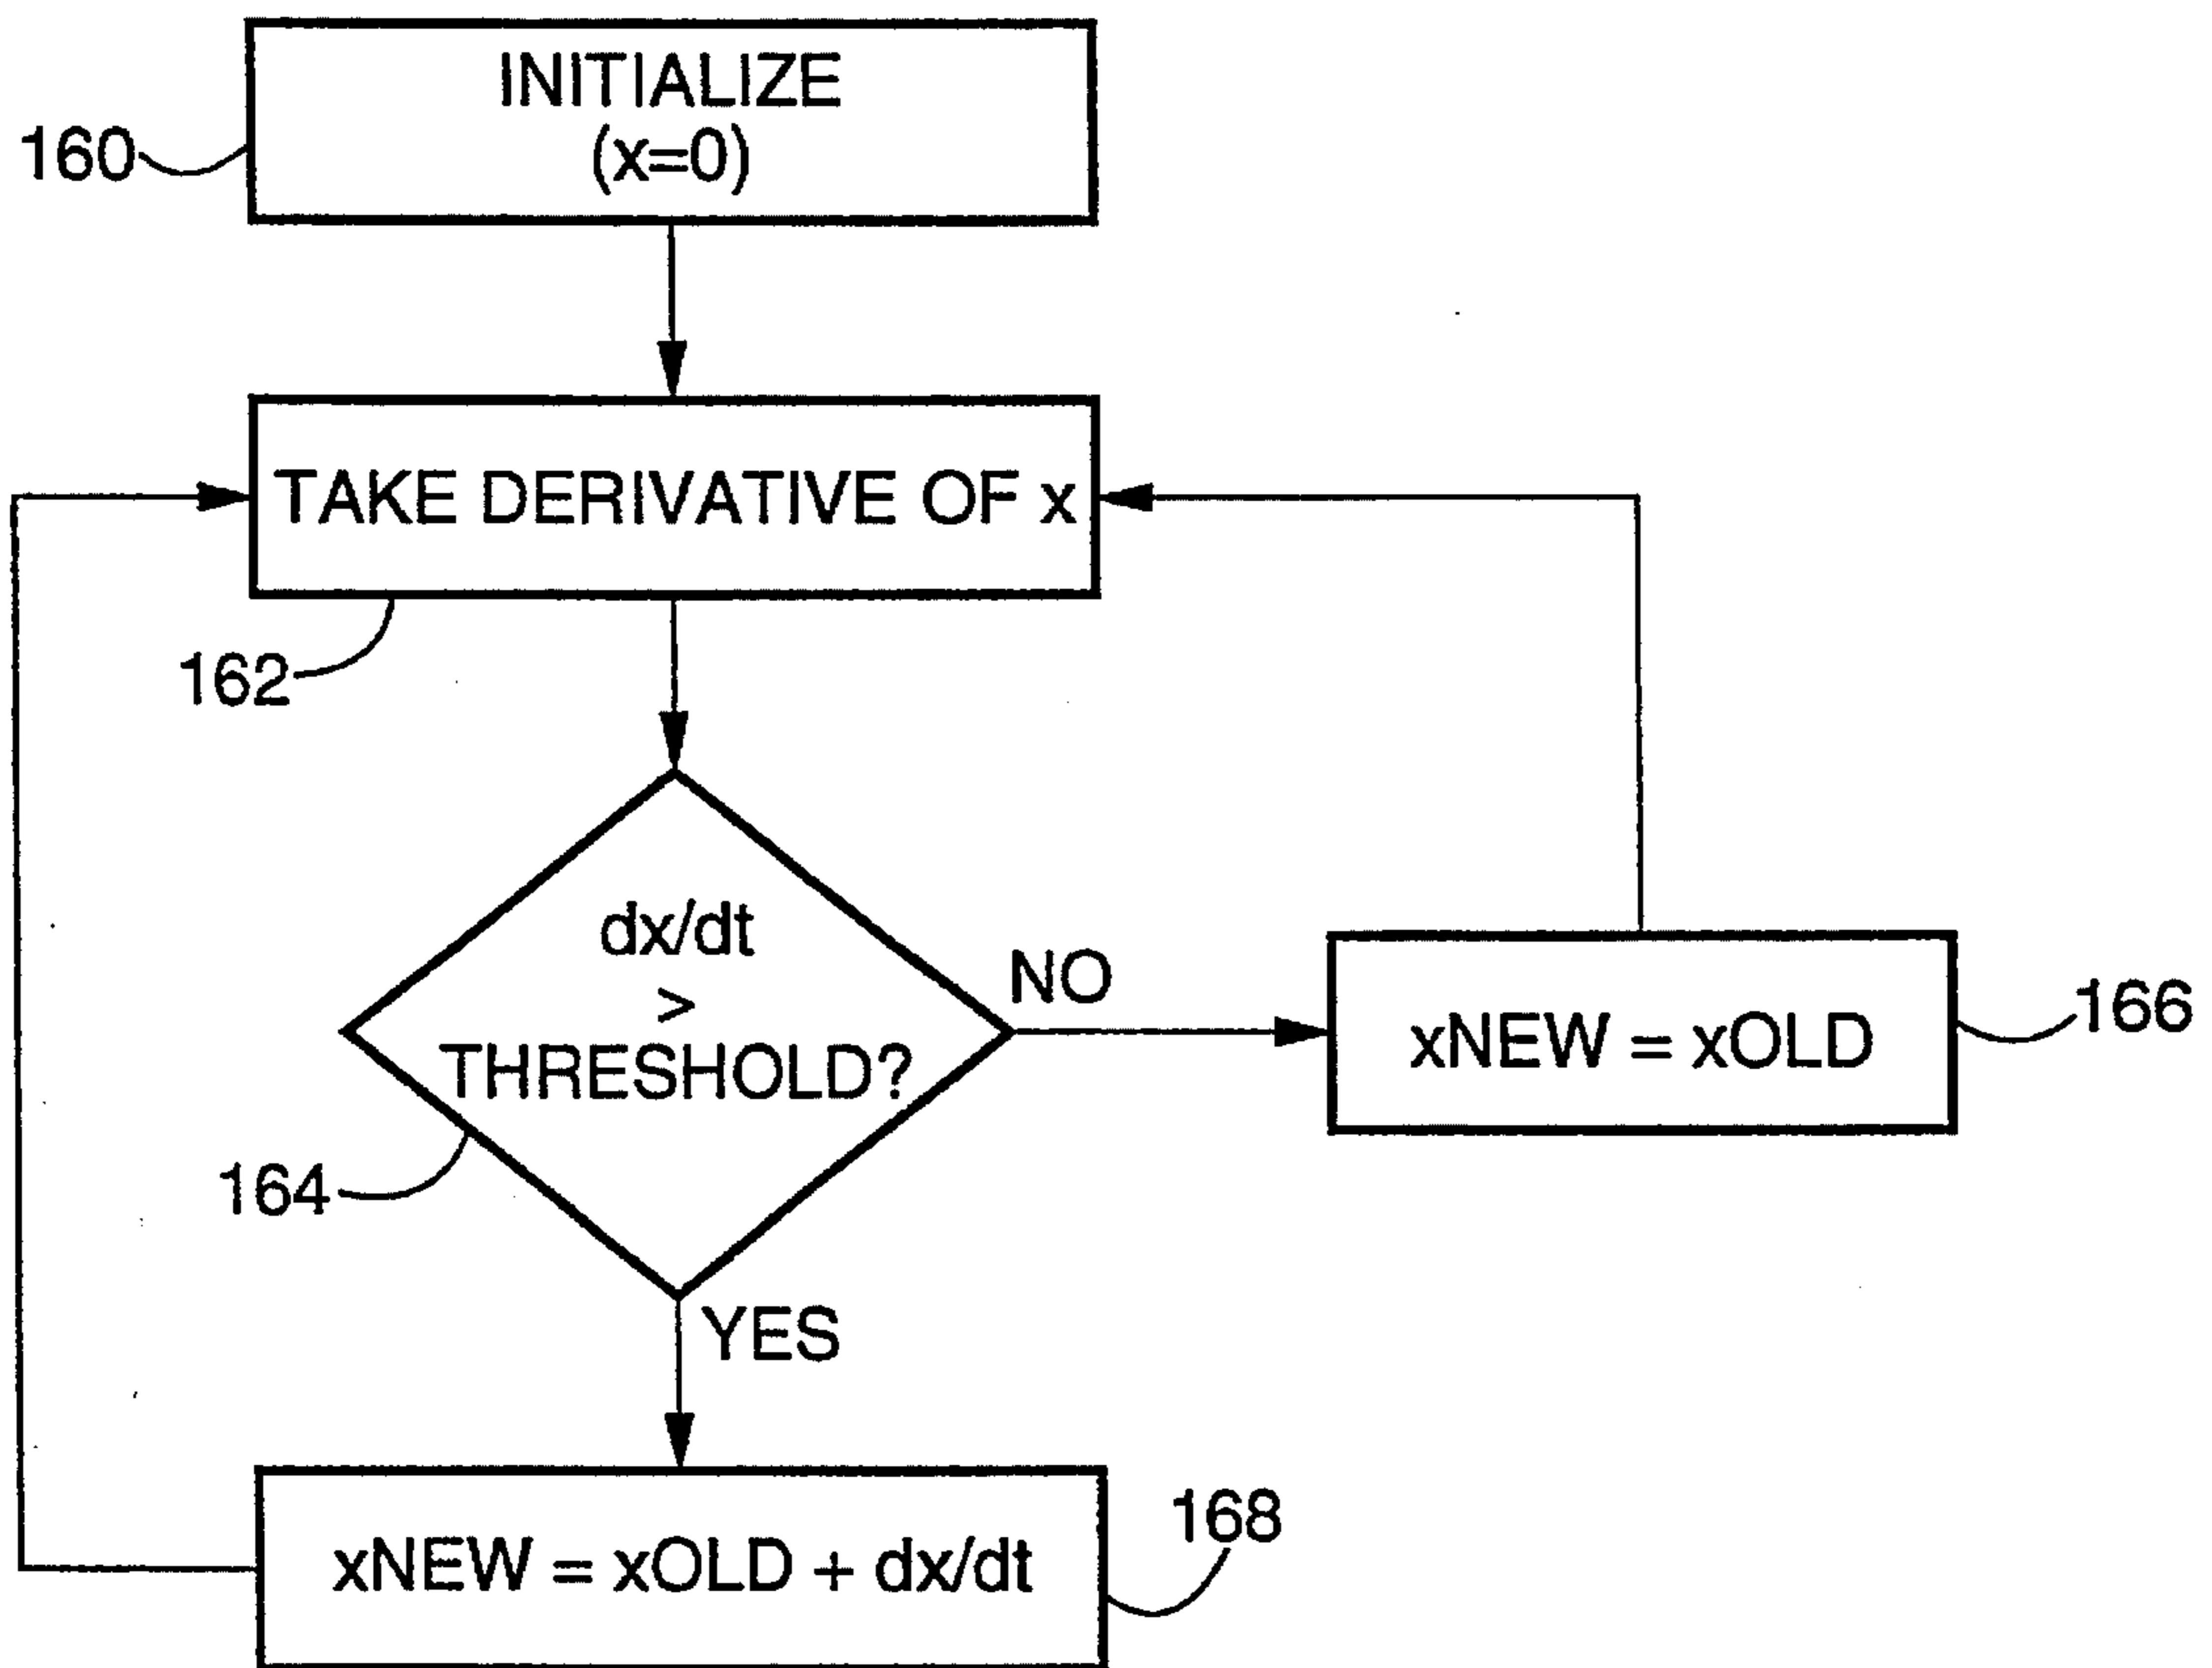 INITIALIZE
(x=0)
160
TAKE DERIVATIVE OF x
162
dx/dt
>
THRESHOLD?
NO
164
xNEW = xOLD
166
YES
xNEW = xOLD + dx/dt
168